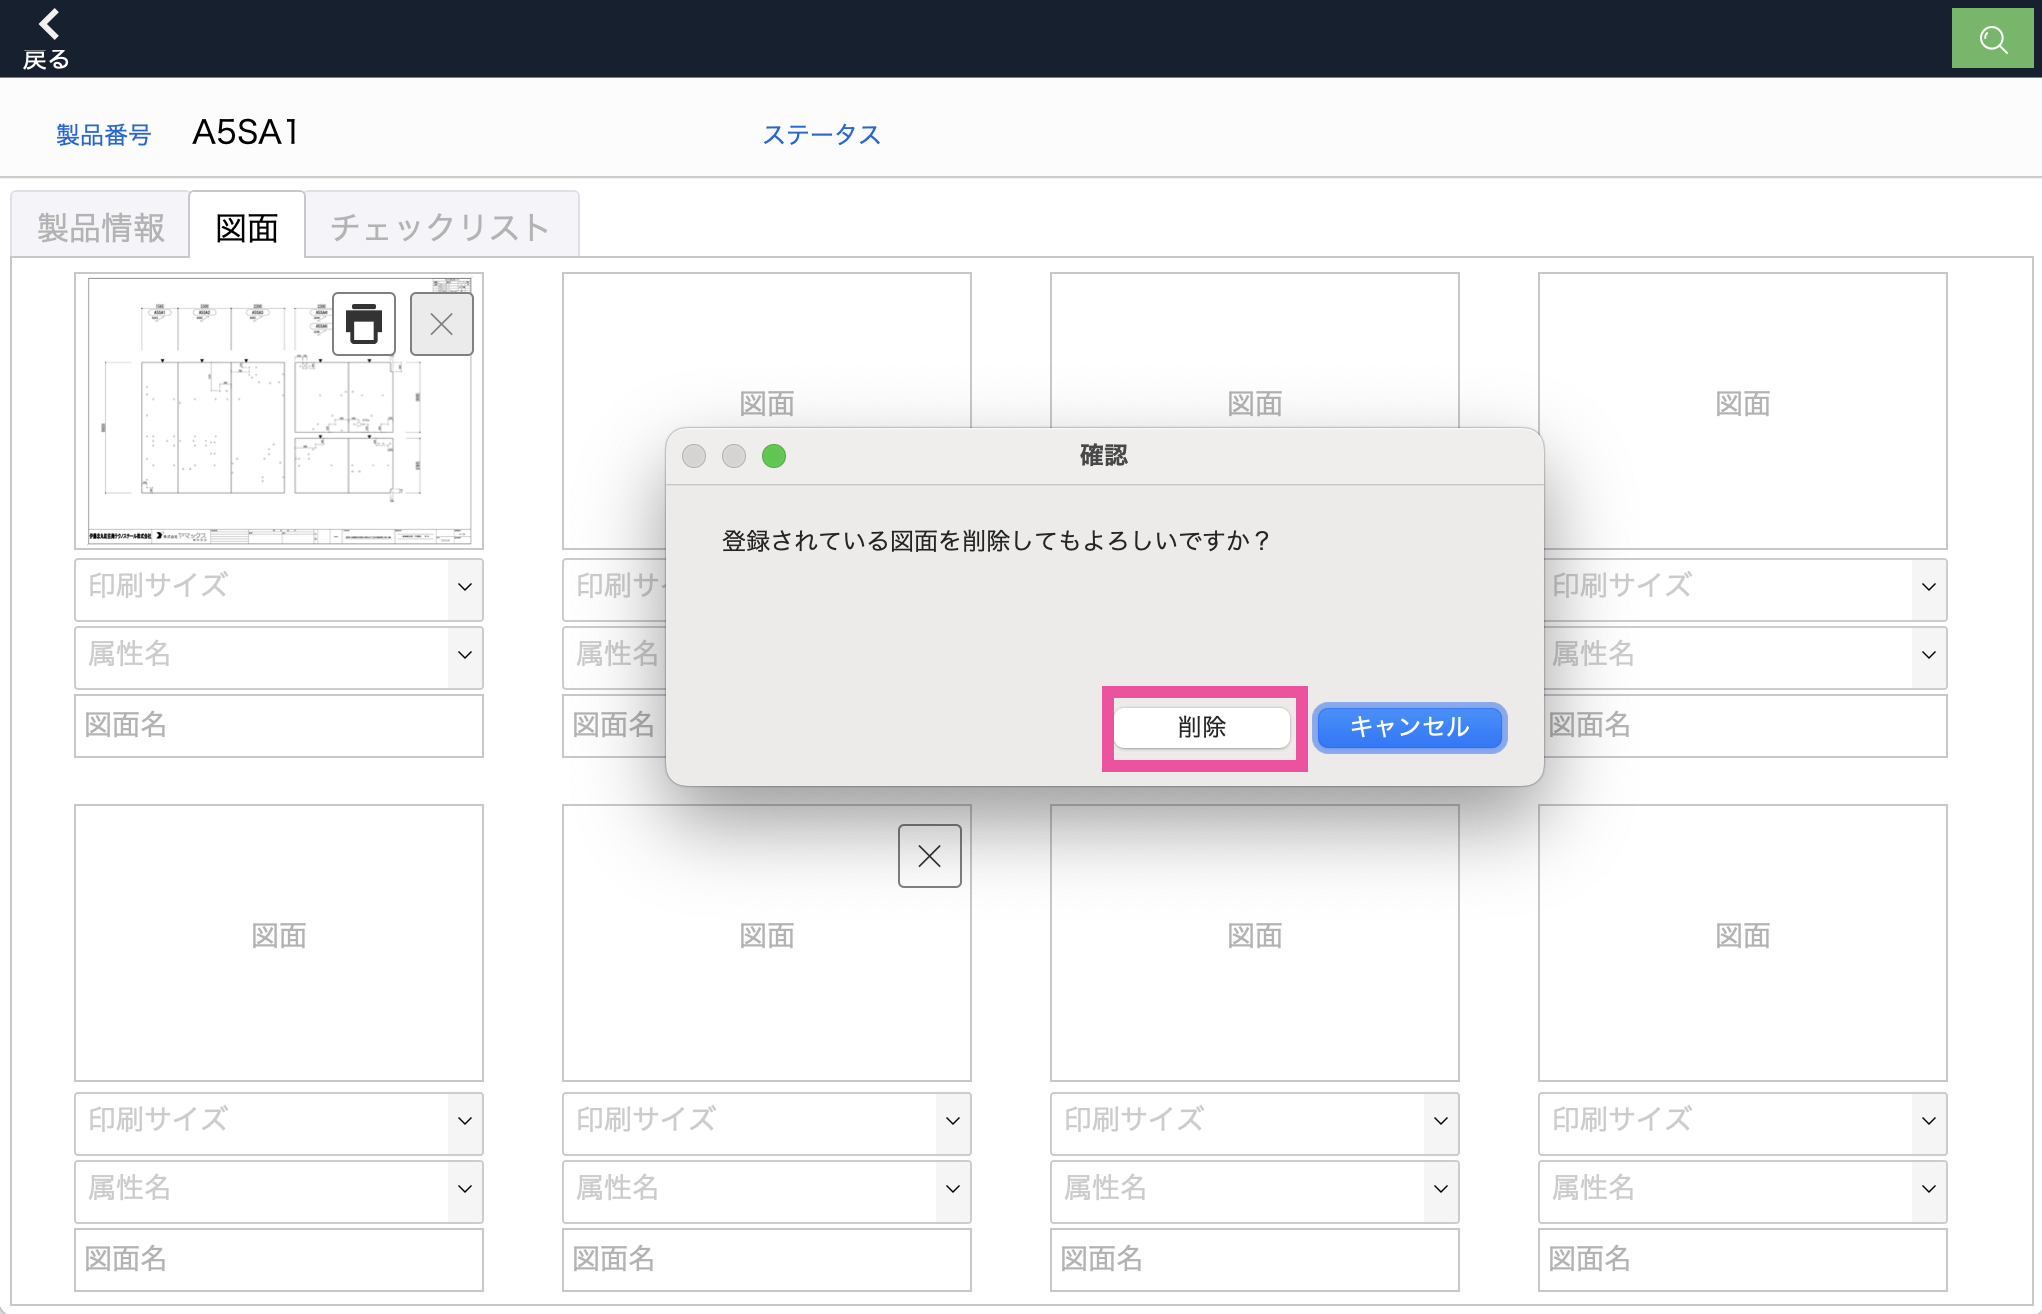 戻る
製品番号 A5SA1 ステータス
製品情報 図面 チェックリスト
図面 図面 図面
確認
登録されている図面を削除してもよろしいですか？
削除 キャンセル
印刷サイズ 印刷サ 印刷サイズ
属性名 属性名 属性名
図面名 図面名 図面名
図面 図面 図面 図面
印刷サイズ 印刷サイズ 印刷サイズ 印刷サイズ
属性名 属性名 属性名 属性名
図面名 図面名 図面名 図面名